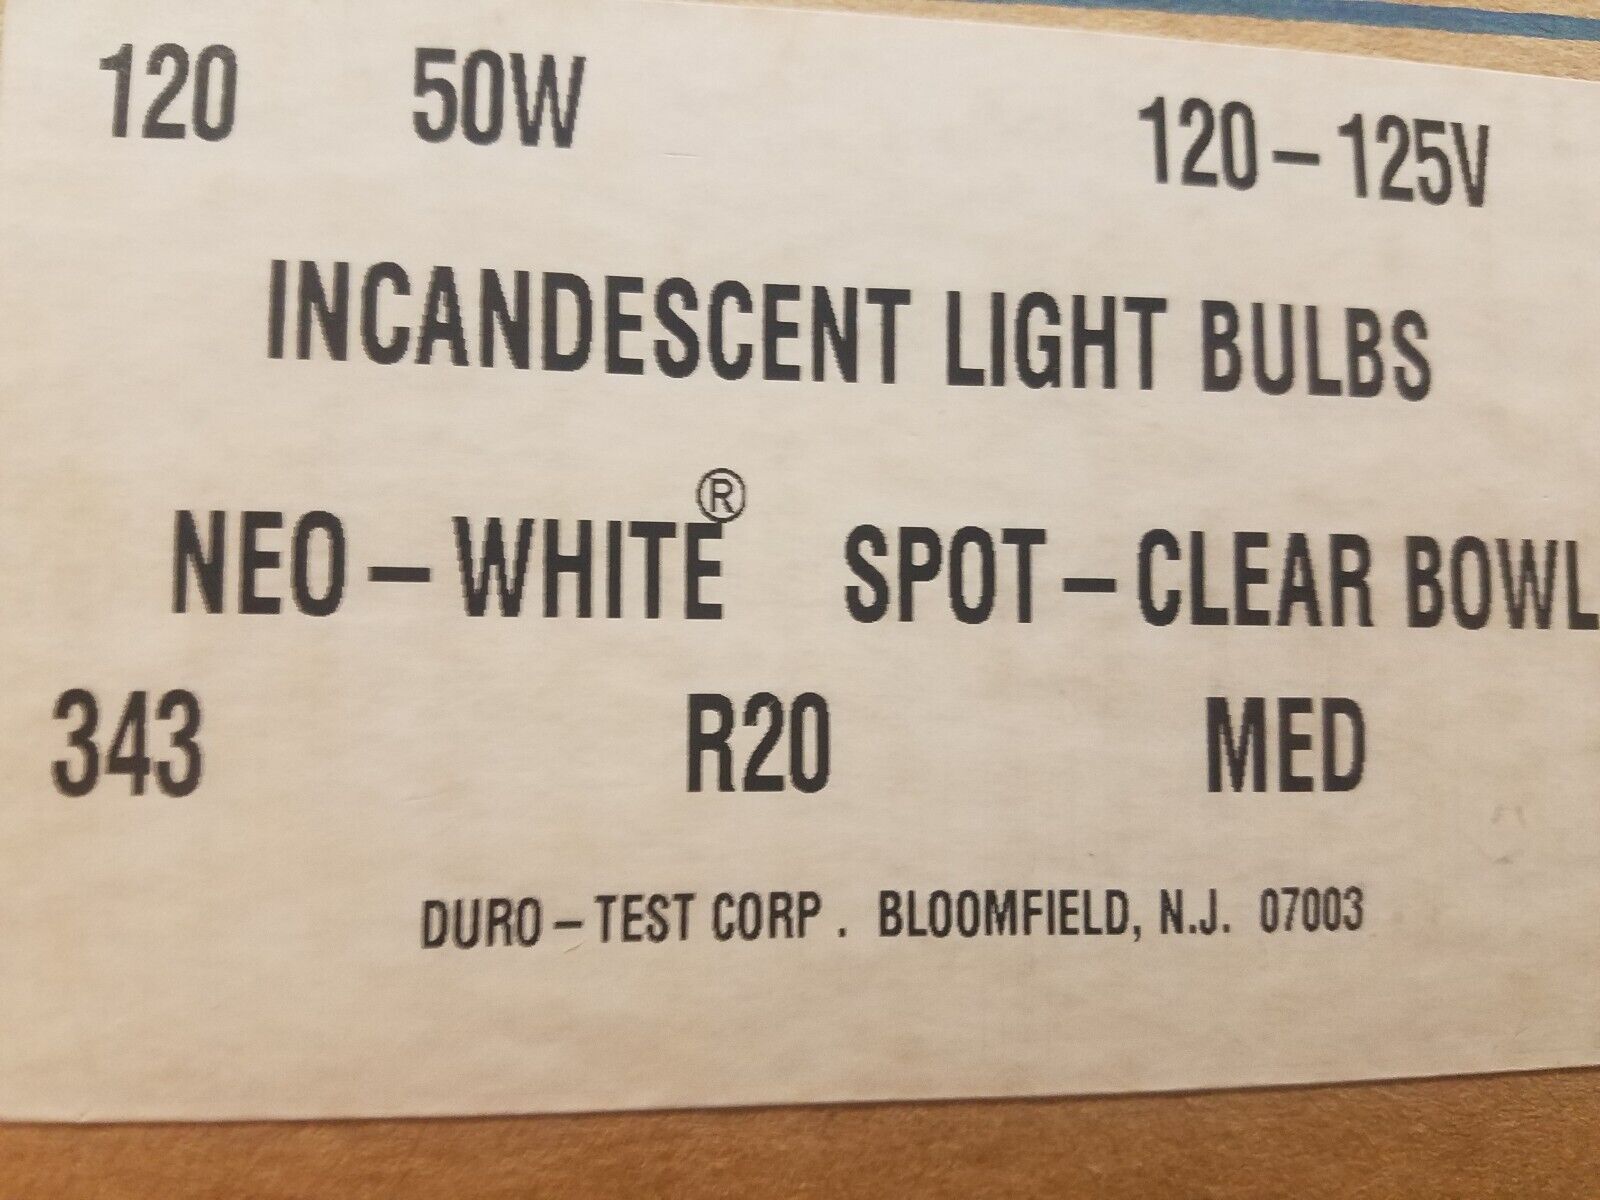 120 50W 120-125V
INCANDESCENT LIGHT BULBS
NEO-WHITE® SPOT-CLEAR BOWL
343 R20 MED
DURO-TEST CORP. BLOOMFIELD, N.J. 07003